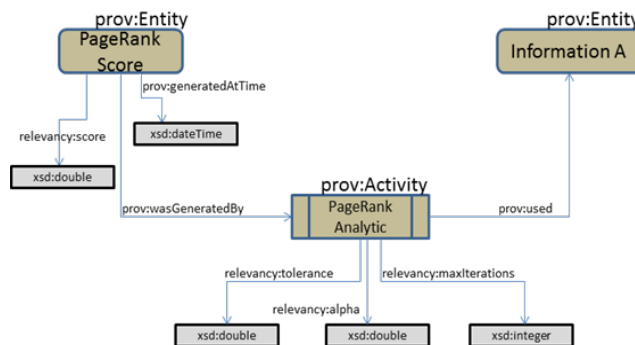 prov:Entity
prov:Entity
PageRank
Score
Information A
prov:generatedAtTime
xsd:dateTime
relevancy:score
xsd:double
prov:Activity
prov:wasGeneratedBy
PageRank
Analytic
prov:used
relevancy:tolerance
relevancy:maxIterations
relevancy:alpha
xsd:double
xsd:double
xsd:integer